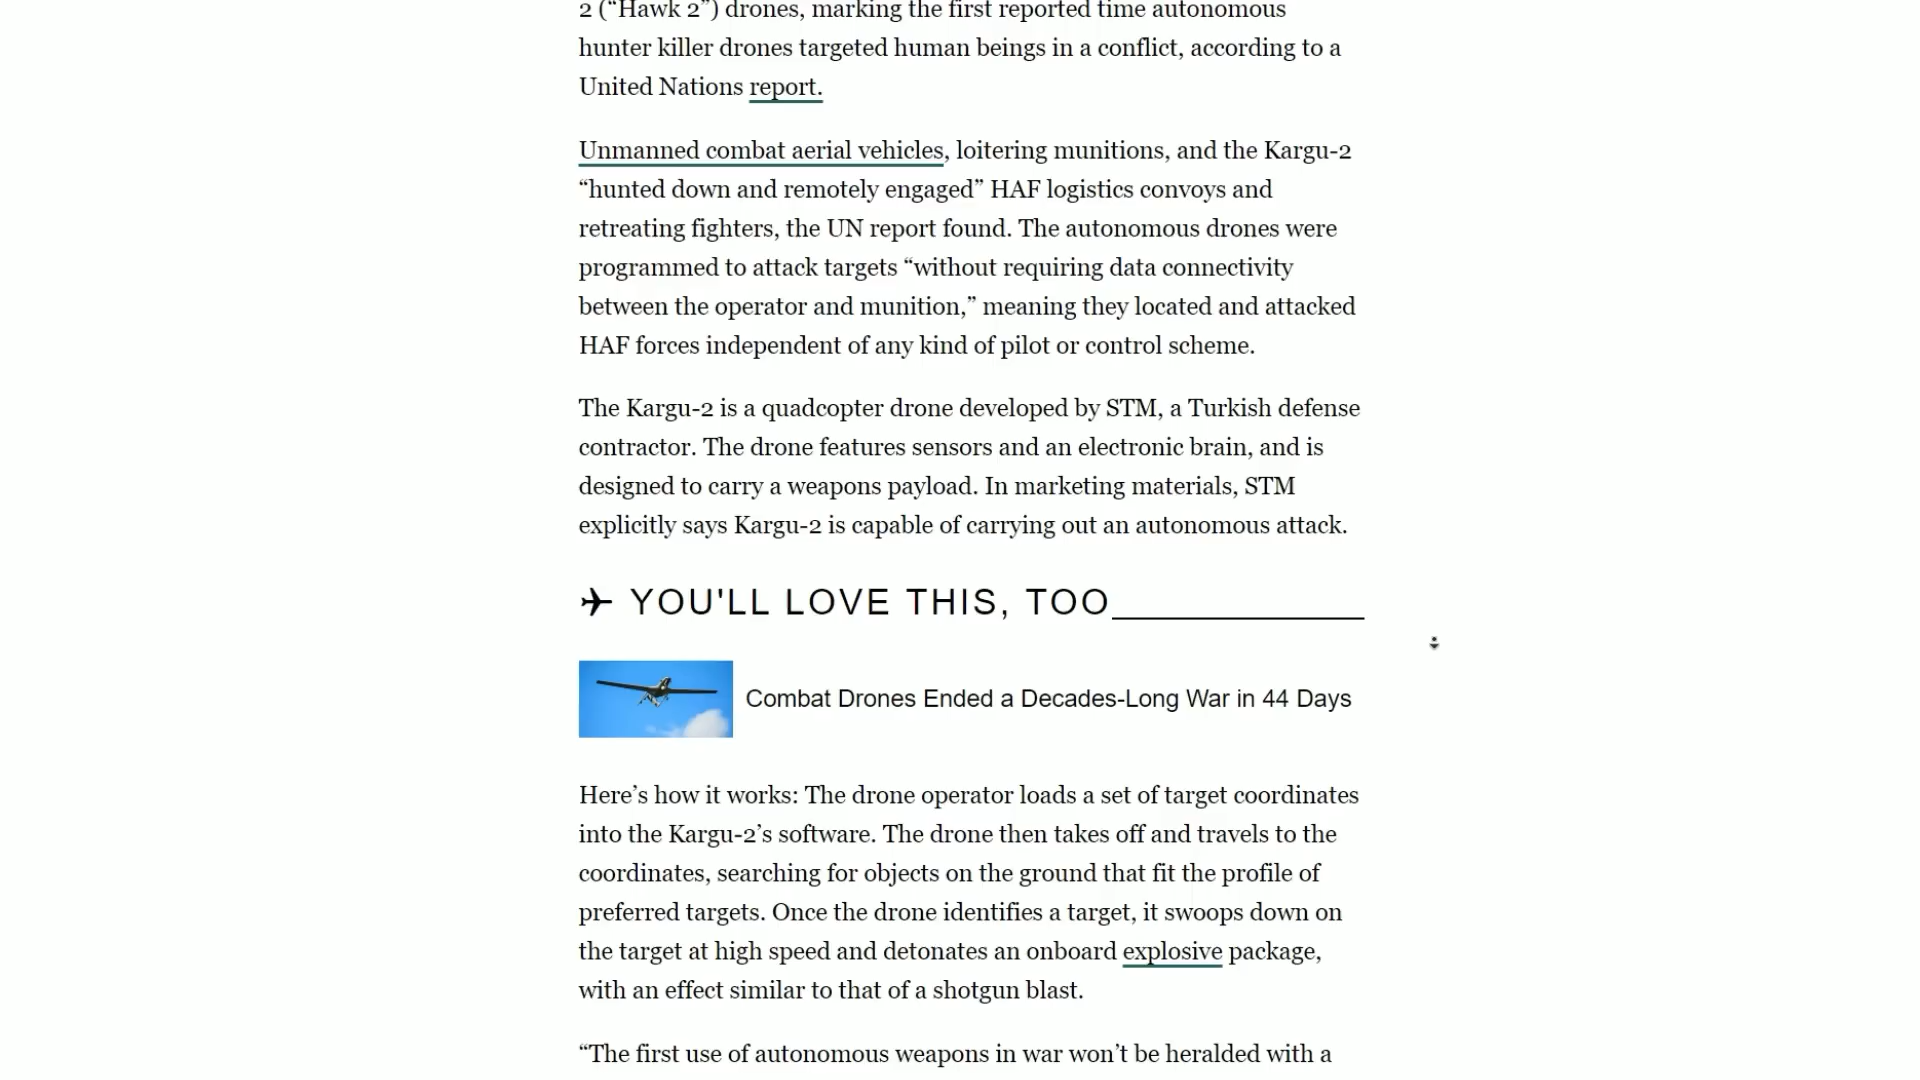 2 (“Hawk 2”) drones, marking the first reported time autonomous
hunter killer drones targeted human beings in a conflict, according to a
United Nations report.
Unmanned combat aerial vehicles, loitering munitions, and the Kargu-2
“hunted down and remotely engaged” HAF logistics convoys and
retreating fighters, the UN report found. The autonomous drones were
programmed to attack targets “without requiring data connectivity
between the operator and munition,” meaning they located and attacked
HAF forces independent of any kind of pilot or control scheme.
The Kargu-2 is a quadcopter drone developed by STM, a Turkish defense
contractor. The drone features sensors and an electronic brain, and is
designed to carry a weapons payload. In marketing materials, STM
explicitly says Kargu-2 is capable of carrying out an autonomous attack.
✈ YOU'LL LOVE THIS, TOO
Combat Drones Ended a Decades-Long War in 44 Days
Here’s how it works: The drone operator loads a set of target coordinates
into the Kargu-2’s software. The drone then takes off and travels to the
coordinates, searching for objects on the ground that fit the profile of
preferred targets. Once the drone identifies a target, it swoops down on
the target at high speed and detonates an onboard explosive package,
with an effect similar to that of a shotgun blast.
“The first use of autonomous weapons in war won’t be heralded with a